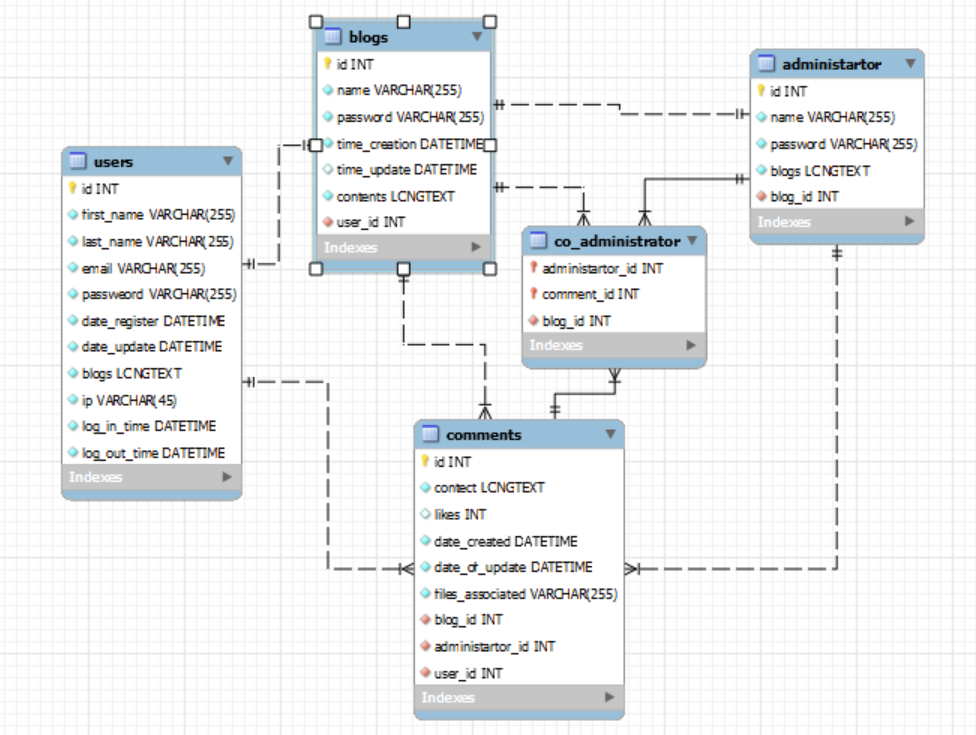 blogs
id INT
name VARCHAR(255)
password VARCHAR(255)
time_creation DATETIME
time_update DATETIME
contents LONGTEXT
user_id INT
Indexes
administartor
id INT
name VARCHAR(255)
password VARCHAR(255)
blogs LONGTEXT
blog_id INT
Indexes
users
id INT
first_name VARCHAR(255)
last_name VARCHAR(255)
email VARCHAR(255)
passweord VARCHAR(255)
date_register DATETIME
date_update DATETIME
blogs LONGTEXT
ip VARCHAR(45)
log_in_time DATETIME
log_out_time DATETIME
Indexes
co_administrator
administartor_id INT
comment_id INT
blog_id INT
Indexes
comments
id INT
contect LONGTEXT
likes INT
date_created DATETIME
date_of_update DATETIME
files_associated VARCHAR(255)
blog_id INT
administartor_id INT
user_id INT
Indexes